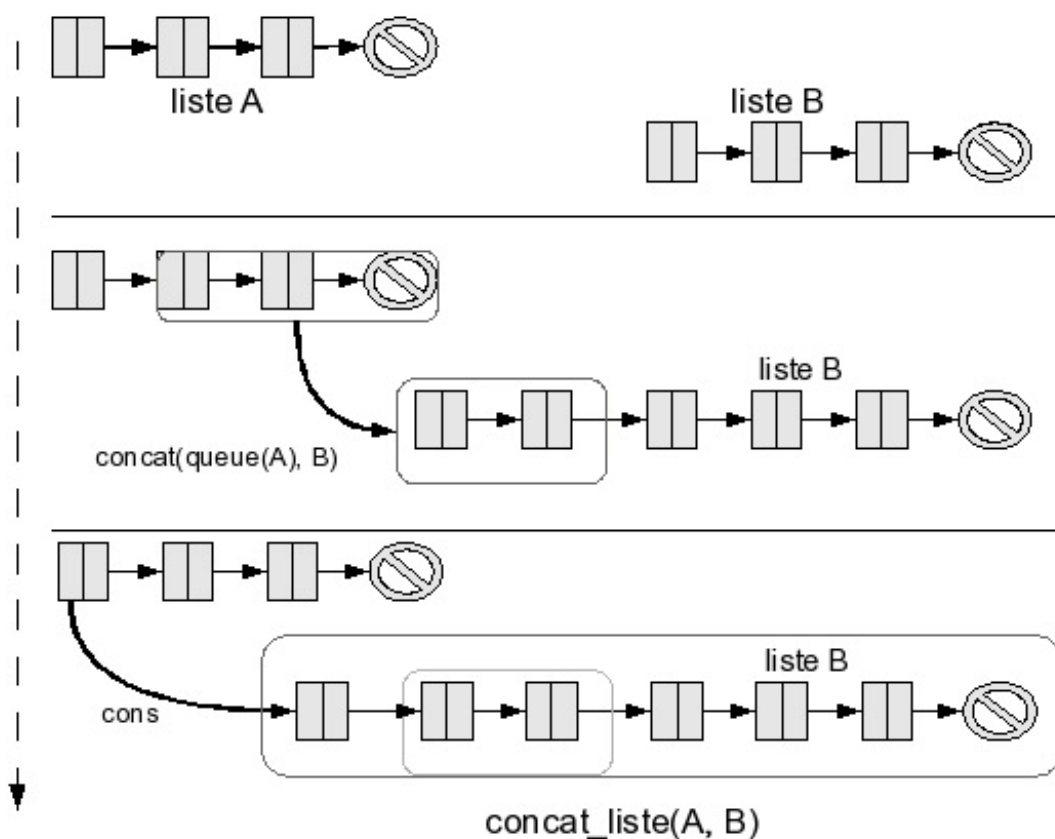 liste A
liste B
liste B
concat(queue(A), B)
liste B
cons
concat_liste(A, B)